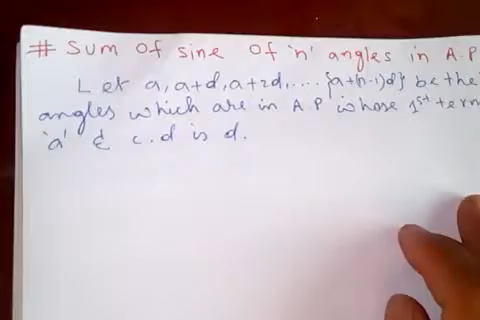 # Sum of sine of 'n' angles in A.P
Let a, a+d, a+2d, .... {a+(n-1)d} be the
angles which are in A.P whose 1st term
'a' & c.d is d.